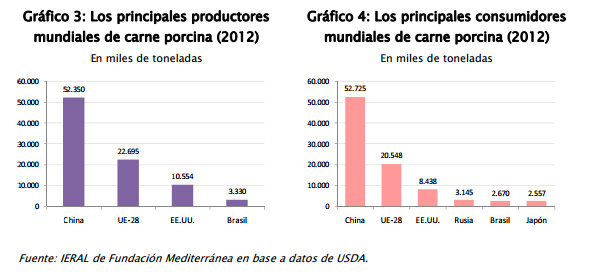 Gráfico 3: Los principales productores
mundiales de carne porcina (2012)
En miles de toneladas
60.000
50.000
40.000
30.000
20.000
10.000
0
52.350
22.695
10.554
3.330
China UE-28 EE.UU. Brasil
Gráfico 4: Los principales consumidores
mundiales de carne porcina (2012)
En miles de toneladas
60.000
50.000
40.000
30.000
20.000
10.000
0
52.725
20.548
8.438
3.145
2.670
2.557
China UE-28 EE.UU. Rusia Brasil Japón
Fuente: IERAL de Fundación Mediterránea en base a datos de USDA.